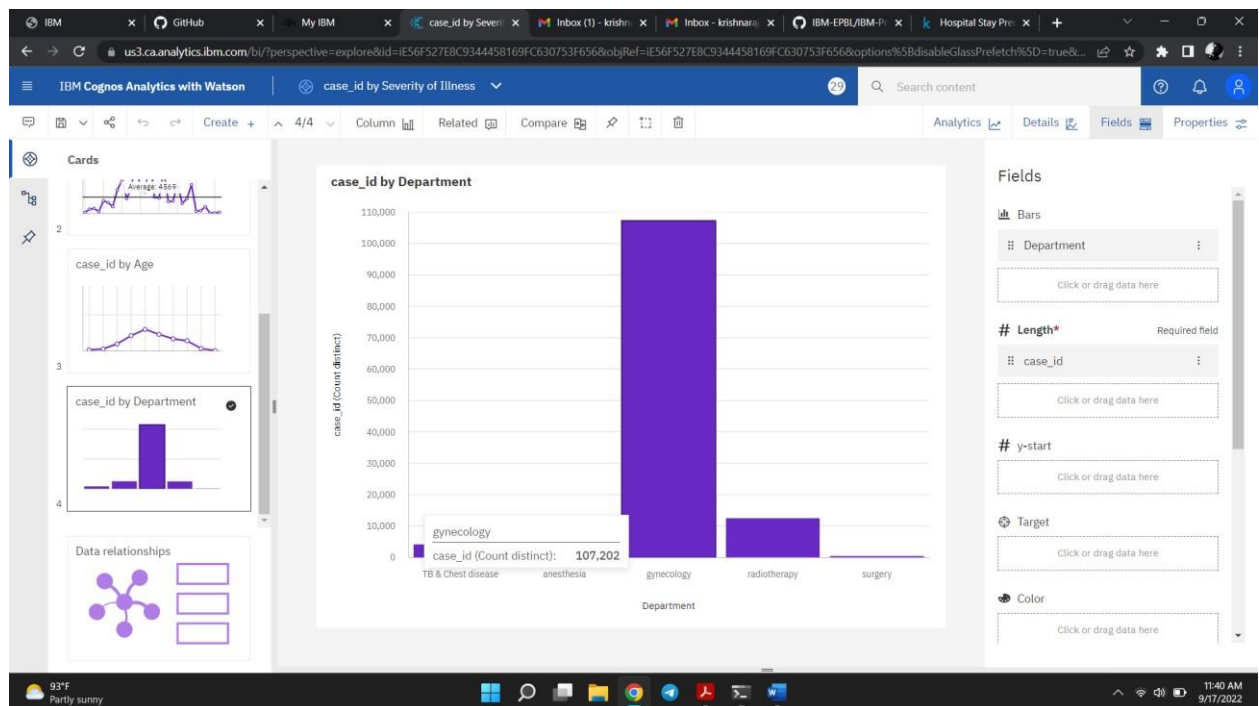 IBM
GitHub
My IBM
case_id by Severi
Inbox (1) - krishn
Inbox - krishnaraj
IBM-EPBL/IBM-P
Hospital Stay Pre
us3.ca.analytics.ibm.com/bi/?perspective=explore&id=iE56F527E8C9344458169FC630753F656&objRef=iE56F527E8C9344458169FC630753F656&options%5BdisableGlassPrefetch%5D=true&...
IBM Cognos Analytics with Watson
case_id by Severity of Illness
29
Search content
Create +
4/4
Column
Related
Compare
Analytics
Details
Fields
Properties
Cards
Average: 4569
2
case_id by Age
3
case_id by Department
4
Data relationships
case_id by Department
110,000
100,000
90,000
80,000
70,000
60,000
50,000
40,000
30,000
20,000
10,000
0
case_id (Count distinct)
gynecology
case_id (Count distinct): 107,202
TB & Chest disease
anesthesia
gynecology
radiotherapy
surgery
Department
Fields
Bars
Department
Click or drag data here
# Length*
Required field
case_id
Click or drag data here
# y-start
Click or drag data here
Target
Click or drag data here
Color
Click or drag data here
93°F
Partly sunny
11:40 AM
9/17/2022